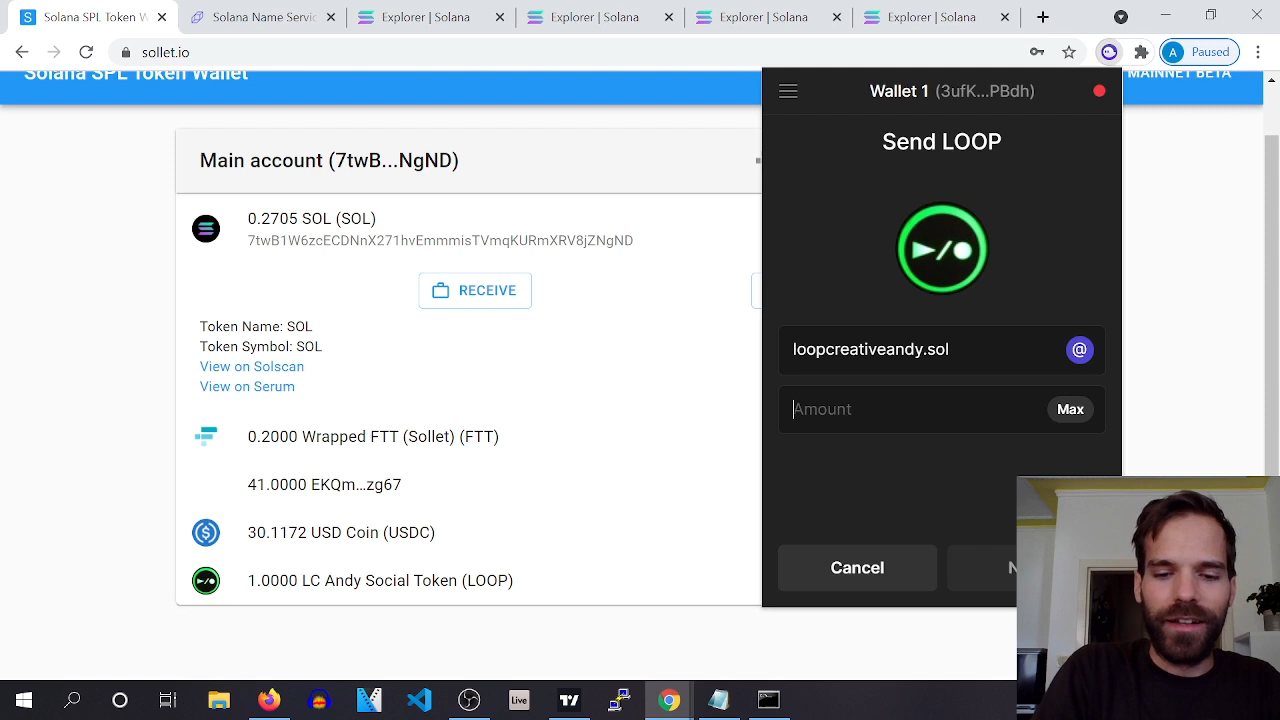 Solana SPL Token W
Solana Name Servic
Explorer | Solana
Explorer | Solana
Explorer | Solana
Explorer | Solana
sollet.io
A
Paused
Solana SPL Token Wallet
MAINNET BETA
Main account (7twB...NgND)
0.2705 SOL (SOL)
7twB1W6zcECDNnX271hvEmmmisTVmqKURmXRV8jZNgND
RECEIVE
Token Name: SOL
Token Symbol: SOL
View on Solscan
View on Serum
0.2000 Wrapped FTT (Sollet) (FTT)
41.0000 EKQm...zg67
30.1172 USD Coin (USDC)
1.0000 LC Andy Social Token (LOOP)
Wallet 1 (3ufK...PBdh)
Send LOOP
loopcreativeandy.sol
@
Amount
Max
Cancel
Live